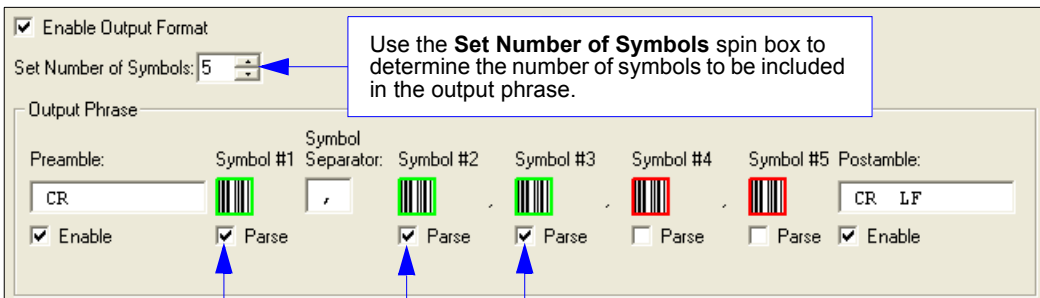 Enable Output Format
Set Number of Symbols: 5
Use the Set Number of Symbols spin box to
determine the number of symbols to be included
in the output phrase.
Output Phrase
Preamble: Symbol #1 Symbol Separator: Symbol #2 Symbol #3 Symbol #4 Symbol #5 Postamble:
CR , , , , CR LF
Enable Parse Parse Parse Parse Parse Enable